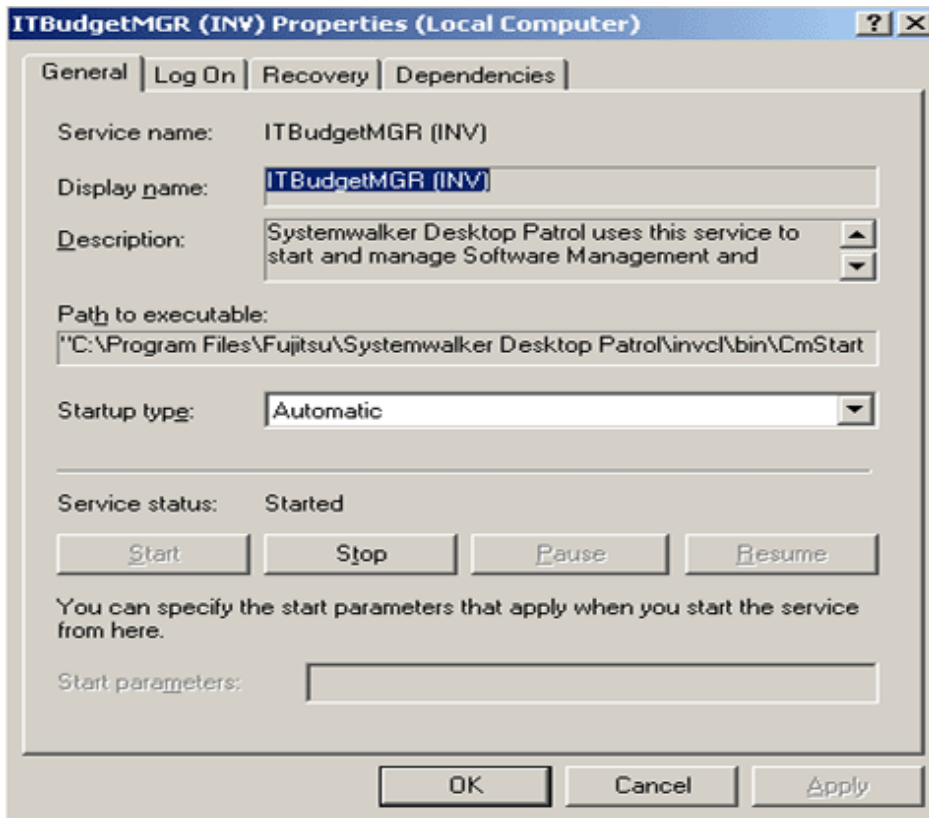 ITBudgetMGR (INV) Properties (Local Computer)
General Log On Recovery Dependencies
Service name: ITBudgetMGR (INV)
Display name: ITBudgetMGR (INV)
Description: Systemwalker Desktop Patrol uses this service to
start and manage Software Management and
Path to executable:
"C:\Program Files\Fujitsu\Systemwalker Desktop Patrol\invcl\bin\CmStart
Startup type: Automatic
Service status: Started
Start Stop Pause Resume
You can specify the start parameters that apply when you start the service
from here.
Start parameters:
OK Cancel Apply